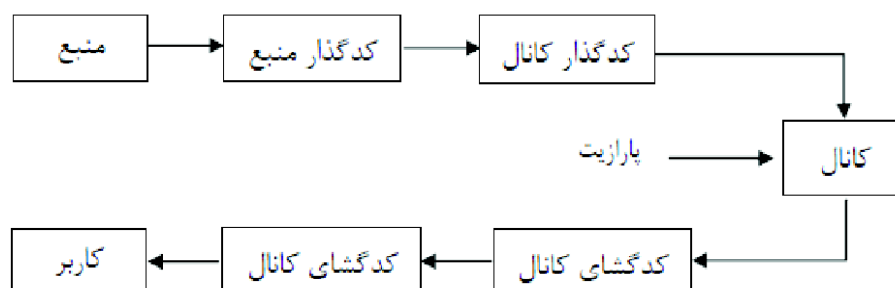 منبع
کدگذار منبع
کدگذار کانال
کانال
پارازیت
کدگشای کانال
کدگشای کانال
کاربر